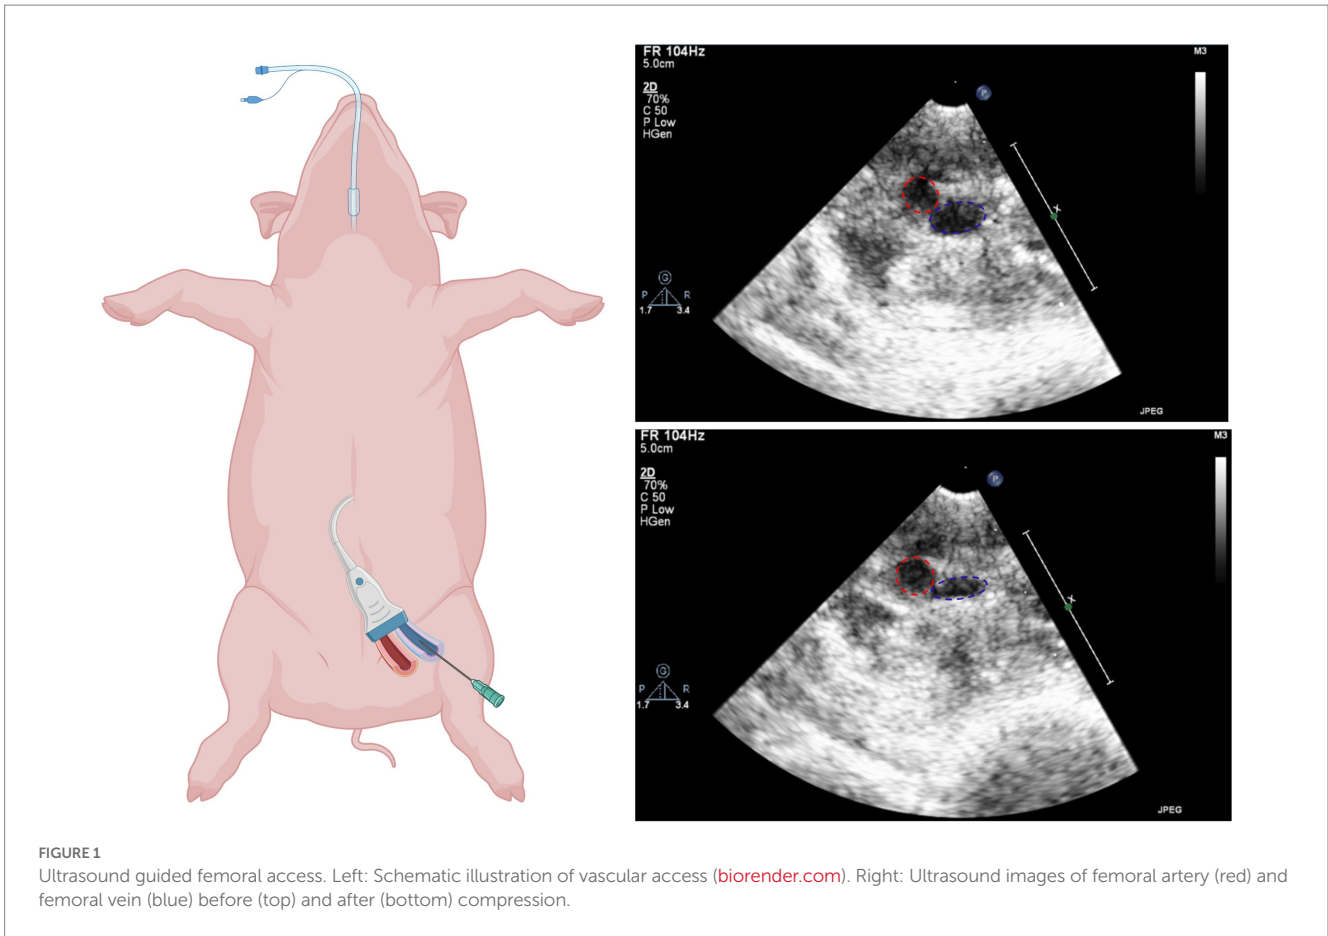 FR 104Hz
5.0cm
M3
2D
70%
C 50
P Low
HGen
P
x
G
P R
1.7 3.4
JPEG
FR 104Hz
5.0cm
M3
2D
70%
C 50
P Low
HGen
P
x
G
P R
1.7 3.4
JPEG
FIGURE 1
Ultrasound guided femoral access. Left: Schematic illustration of vascular access (biorender.com). Right: Ultrasound images of femoral artery (red) and
femoral vein (blue) before (top) and after (bottom) compression.